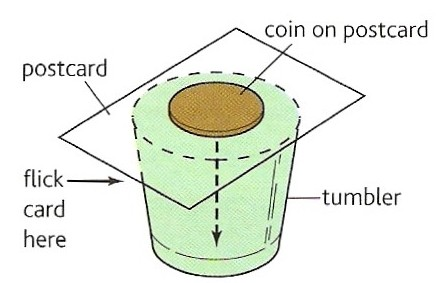 coin on postcard
postcard
flick
card
here
tumbler